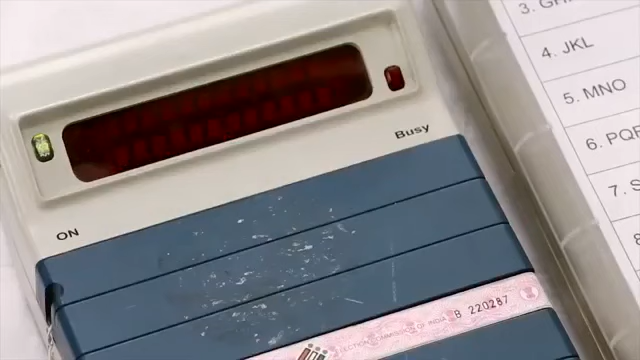 Busy
ON
ELECTION COMMISSION OF INDIA B 220287
3. GHI
4. JKL
5. MNO
6. PQR
7. S
8